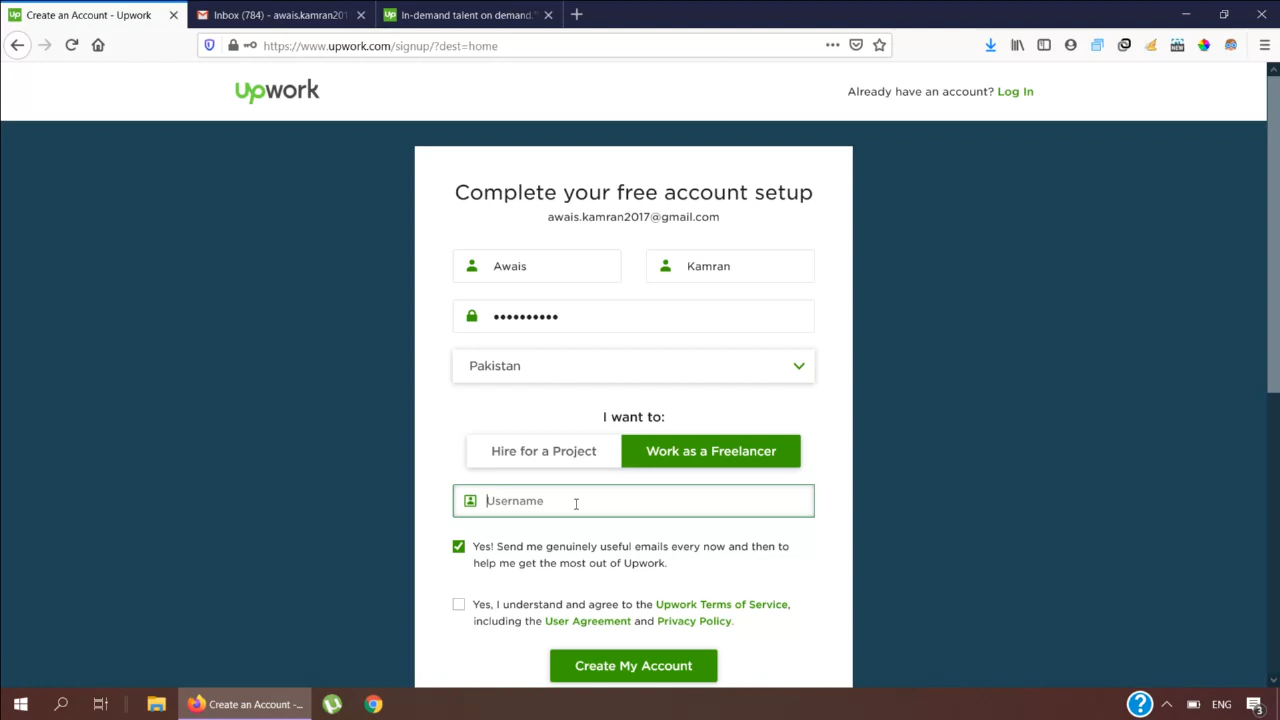 Create an Account - Upwork
Inbox (784) - awais.kamran201
Up
In-demand talent on demand.™
https://www.upwork.com/signup/?dest=home
upwork
Already have an account? Log In
Complete your free account setup
awais.kamran2017@gmail.com
Awais
Kamran
••••••••••
Pakistan
I want to:
Hire for a Project
Work as a Freelancer
Username
Yes! Send me genuinely useful emails every now and then to
help me get the most out of Upwork.
Yes, I understand and agree to the Upwork Terms of Service,
including the User Agreement and Privacy Policy.
Create My Account
Create an Account -...
ENG
3